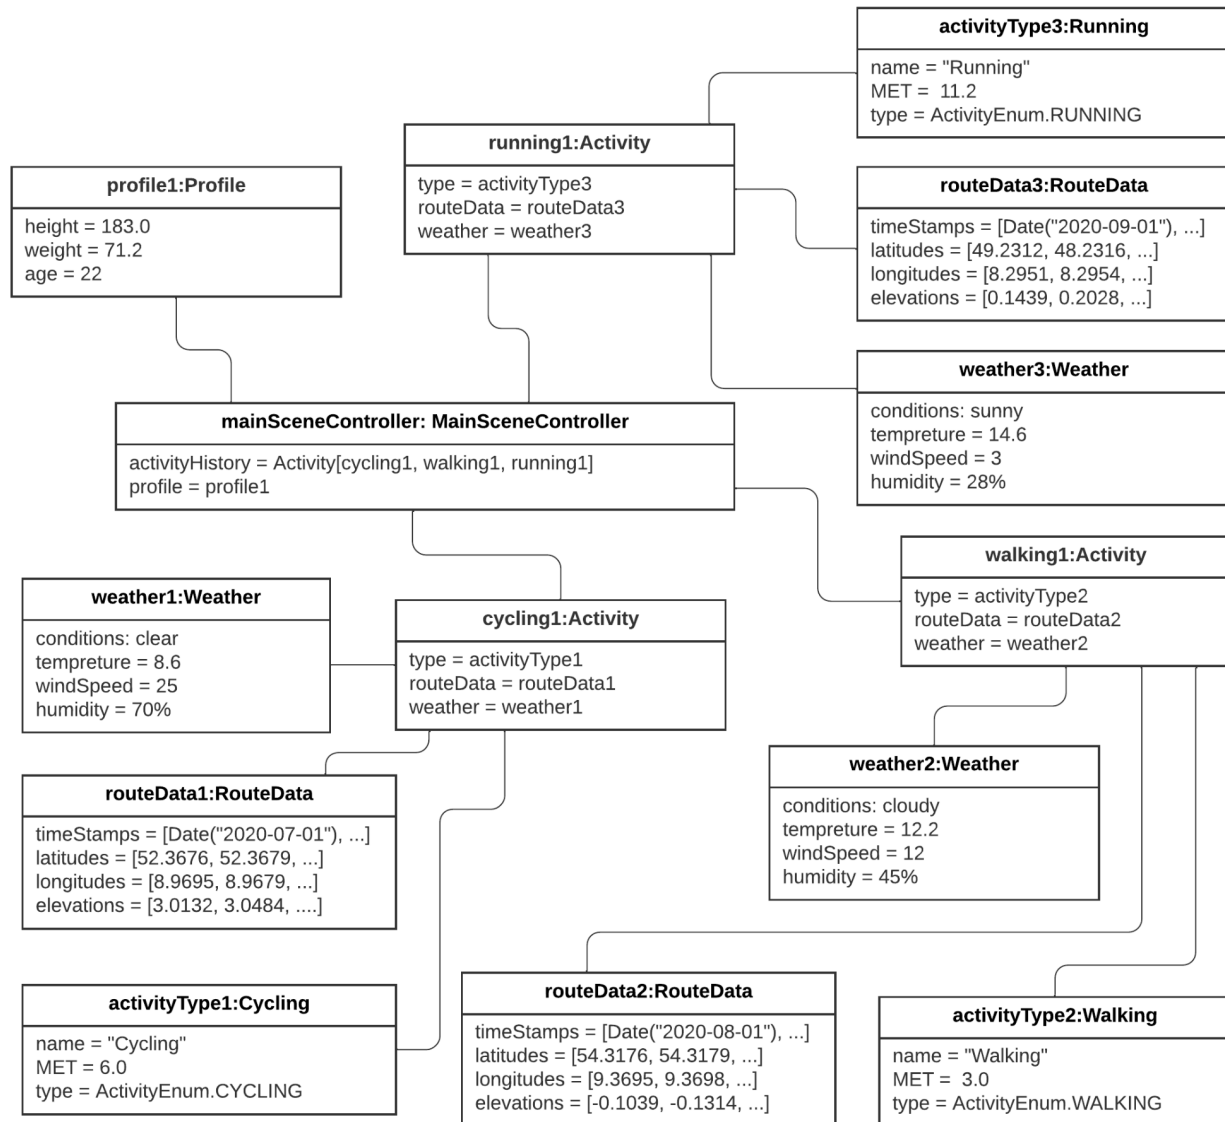 activityType3:Running
name = "Running"
MET =  11.2
type = ActivityEnum.RUNNING
running1:Activity
type = activityType3
routeData = routeData3
weather = weather3
profile1:Profile
height = 183.0
weight = 71.2
age = 22
routeData3:RouteData
timeStamps = [Date("2020-09-01"), ...]
latitudes = [49.2312, 48.2316, ...]
longitudes = [8.2951, 8.2954, ...]
elevations = [0.1439, 0.2028, ...]
weather3:Weather
conditions: sunny
tempreture = 14.6
windSpeed = 3
humidity = 28%
mainSceneController: MainSceneController
activityHistory = Activity[cycling1, walking1, running1]
profile = profile1
walking1:Activity
type = activityType2
routeData = routeData2
weather = weather2
weather1:Weather
conditions: clear
tempreture = 8.6
windSpeed = 25
humidity = 70%
cycling1:Activity
type = activityType1
routeData = routeData1
weather = weather1
weather2:Weather
conditions: cloudy
tempreture = 12.2
windSpeed = 12
humidity = 45%
routeData1:RouteData
timeStamps = [Date("2020-07-01"), ...]
latitudes = [52.3676, 52.3679, ...]
longitudes = [8.9695, 8.9679, ...]
elevations = [3.0132, 3.0484, ....]
activityType1:Cycling
name = "Cycling"
MET = 6.0
type = ActivityEnum.CYCLING
routeData2:RouteData
timeStamps = [Date("2020-08-01"), ...]
latitudes = [54.3176, 54.3179, ...]
longitudes = [9.3695, 9.3698, ...]
elevations = [-0.1039, -0.1314, ...]
activityType2:Walking
name = "Walking"
MET =  3.0
type = ActivityEnum.WALKING